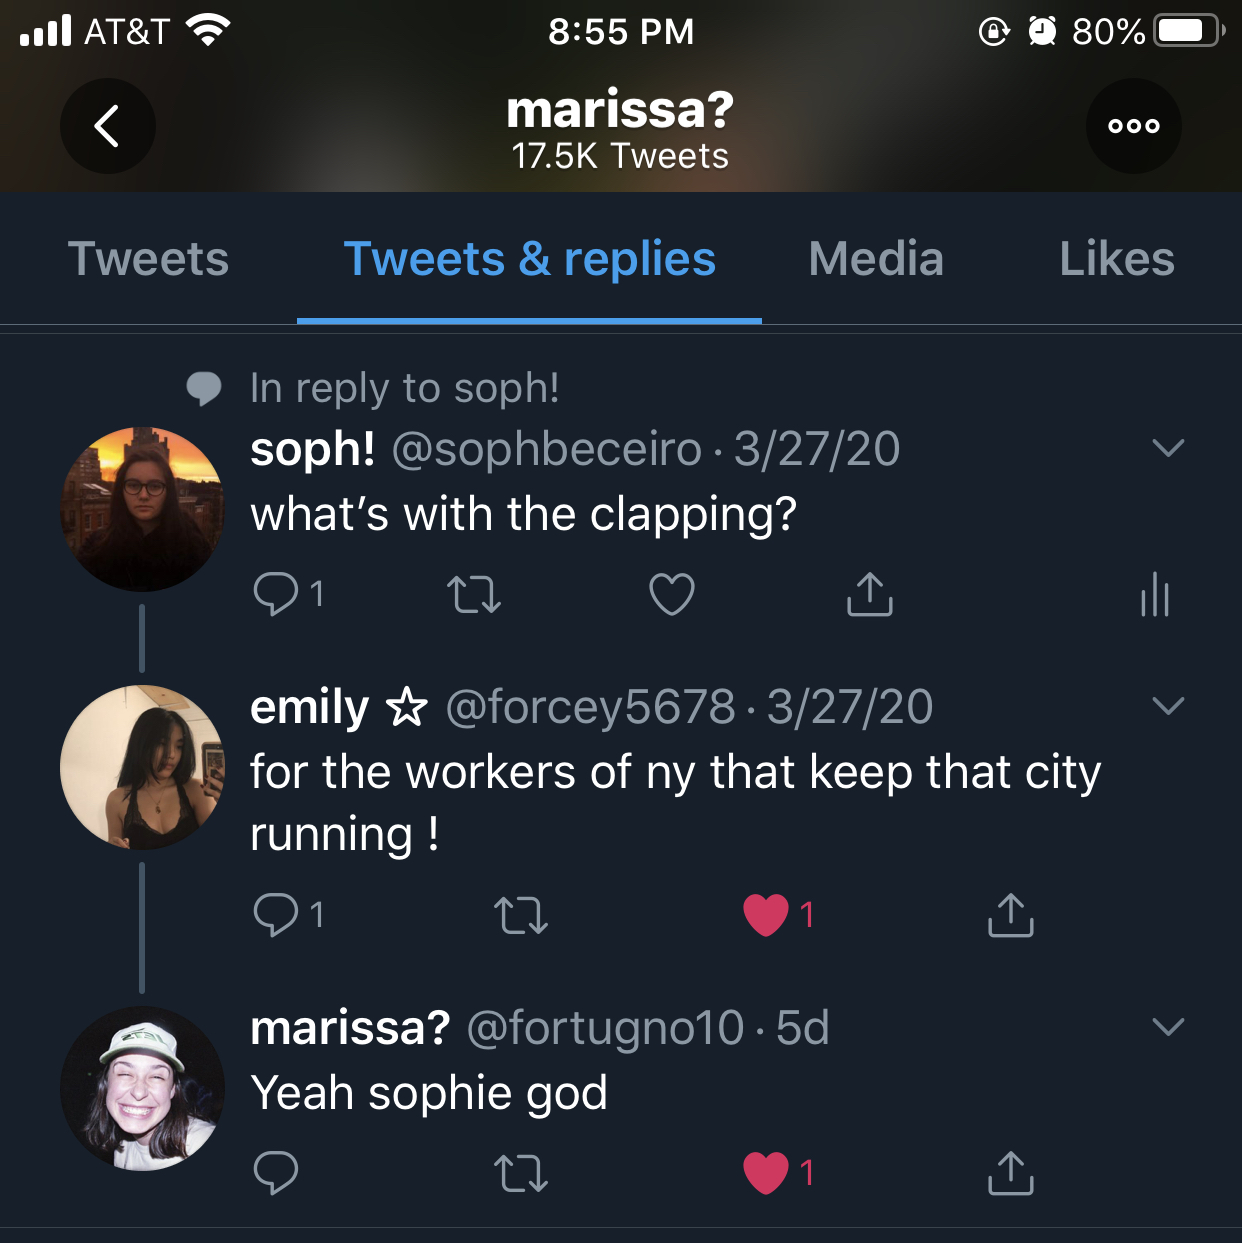 AT&T 8:55 PM 80%
marissa?
17.5K Tweets
Tweets Tweets & replies Media Likes
In reply to soph!
soph! @sophbeceiro · 3/27/20
what’s with the clapping?
1
emily ☆ @forcey5678 · 3/27/20
for the workers of ny that keep that city
running !
1 1
marissa? @fortugno10 · 5d
Yeah sophie god
1